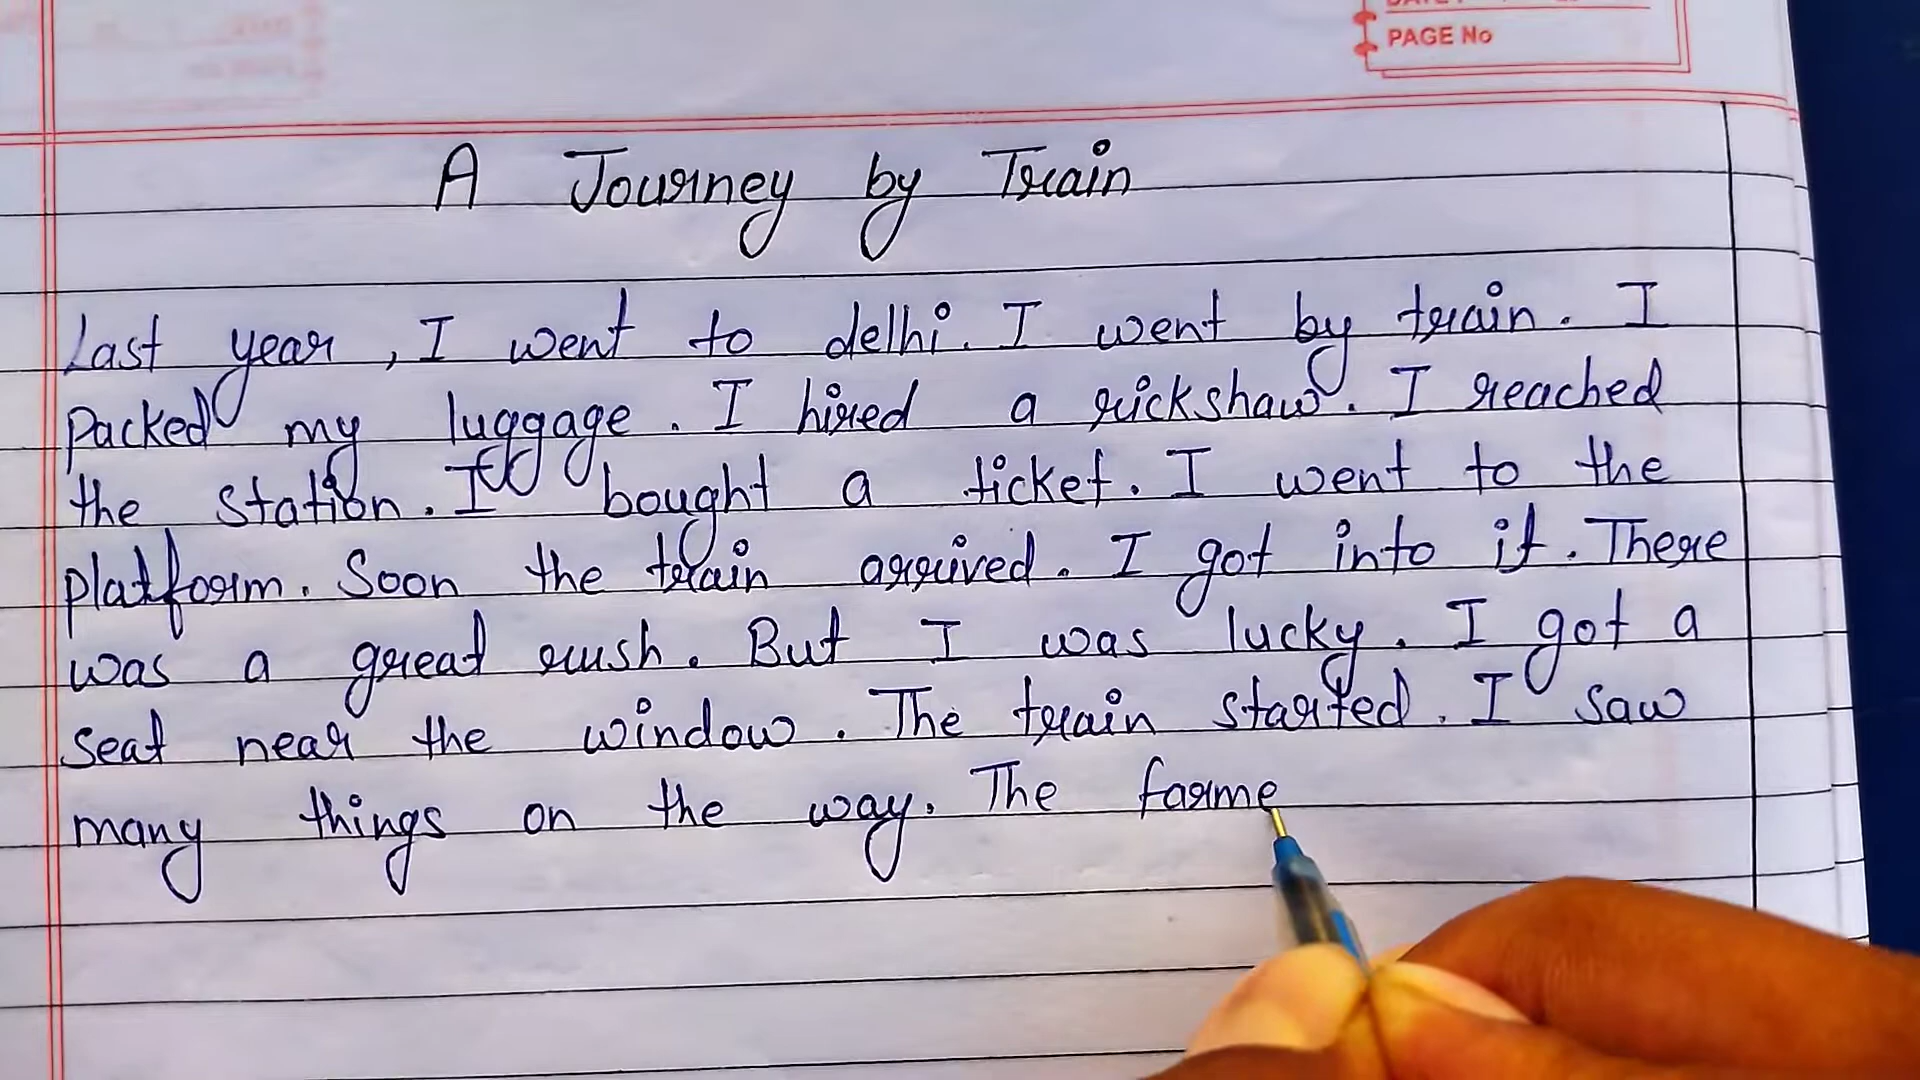 PAGE No
A Journey by Train
Last year, I went to delhi. I went by train. I
Packed my luggage. I hired a rickshaw. I reached
the station. I bought a ticket. I went to the
platform. Soon the train arrived. I got into it. There
was a great rush. But I was lucky. I got a
seat near the window. The train started. I saw
many things on the way. The farme